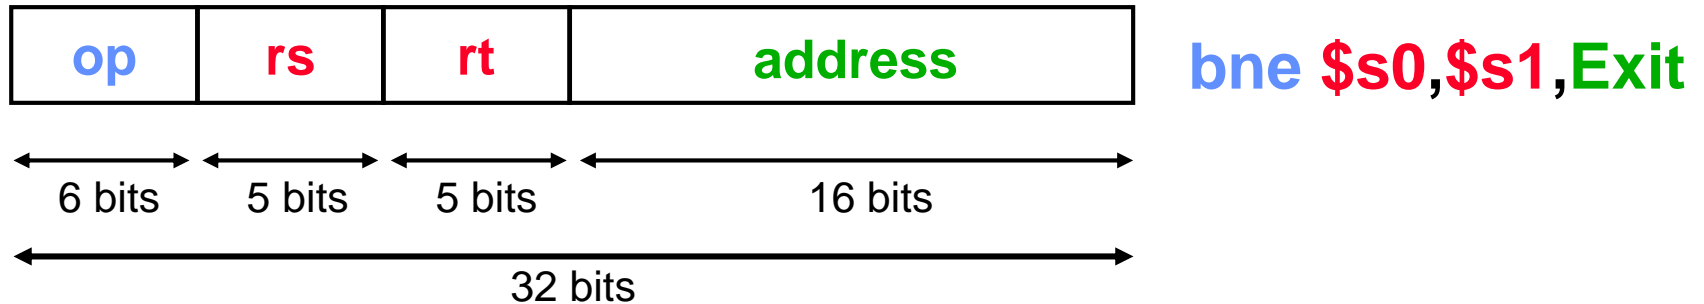 op rs rt address bne $s0,$s1,Exit
6 bits 5 bits 5 bits 16 bits
32 bits